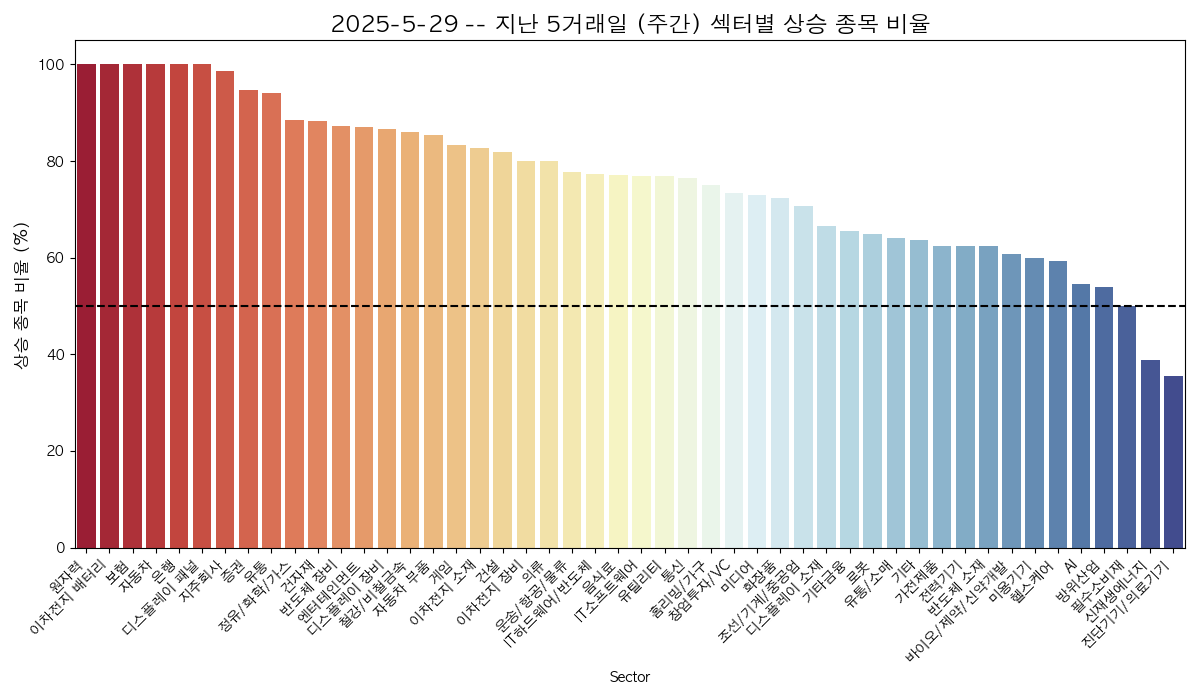 2025-5-29 -- 지난 5거래일 (주간) 섹터별 상승 종목 비율
상승 종목 비율 (%)
100
80
60
40
20
0
원자력
이차전지 배터리
보험
자동차
은행
디스플레이 패널
지주회사
증권
유통
정유/화학/가스
건자재
반도체 장비
엔터테인먼트
디스플레이 장비
철강/비철금속
자동차 부품
게임
이차전지 소재
건설
이차전지 장비
의류
운송/항공/물류
IT하드웨어/반도체
음식료
IT소프트웨어
유틸리티
통신
홈리빙/가구
창업투자/VC
미디어
화장품
조선/기계/중공업
디스플레이 소재
기타금융
로봇
유통/소매
기타
가전제품
전력기기
반도체 소재
바이오/제약/신약개발
미용기기
헬스케어
AI
방위산업
필수소비재
신재생에너지
진단기기/의료기기
Sector